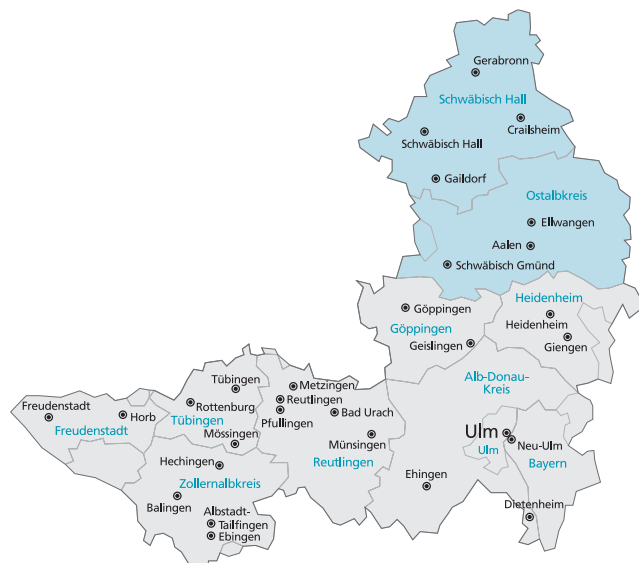 Gerabronn
Schwäbisch Hall
Crailsheim
Schwäbisch Hall
Gaildorf
Ostalbkreis
Ellwangen
Aalen
Schwäbisch Gmünd
Heidenheim
Göppingen
Heidenheim
Göppingen
Giengen
Geislingen
Alb-Donau-
Kreis
Tübingen
Metzingen
Reutlingen
Rottenburg
Freudenstadt
Horb
Pfullingen
Bad Urach
Tübingen
Freudenstadt
Mössingen
Münsingen
Ulm
Neu-Ulm
Ulm
Reutlingen
Bayern
Hechingen
Zollernalbkreis
Ehingen
Balingen
Albstadt-
Tailfingen
Ebingen
Dietenheim